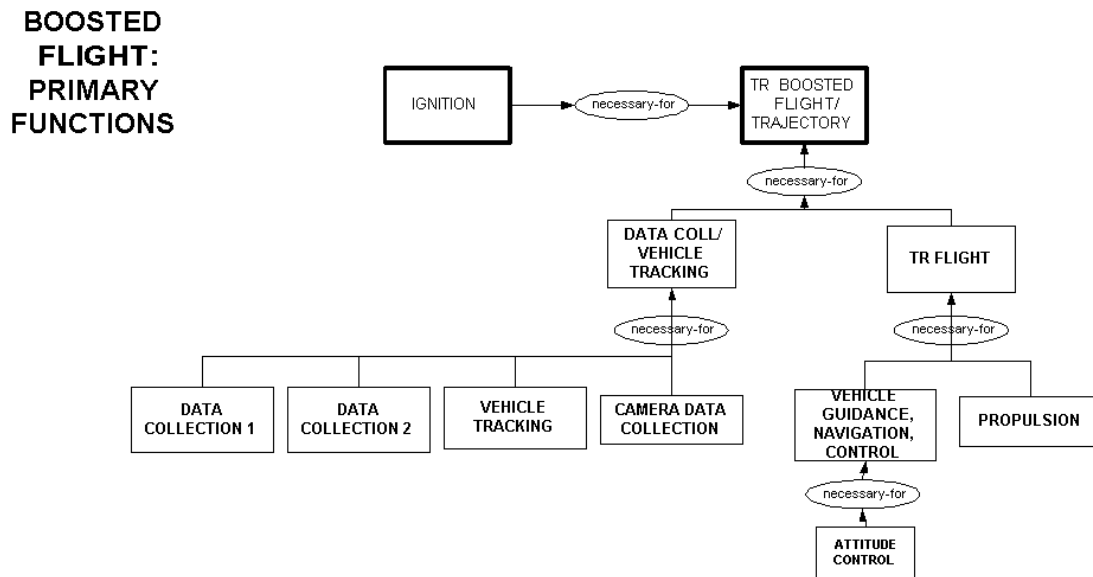 BOOSTED
FLIGHT:
PRIMARY
FUNCTIONS
IGNITION
necessary-for
TR BOOSTED
FLIGHT/
TRAJECTORY
necessary-for
DATA COLL/
VEHICLE
TRACKING
TR FLIGHT
necessary-for
necessary-for
DATA
COLLECTION 1
DATA
COLLECTION 2
VEHICLE
TRACKING
CAMERA DATA
COLLECTION
VEHICLE
GUIDANCE,
NAVIGATION,
CONTROL
PROPULSION
necessary-for
ATTITUDE
CONTROL